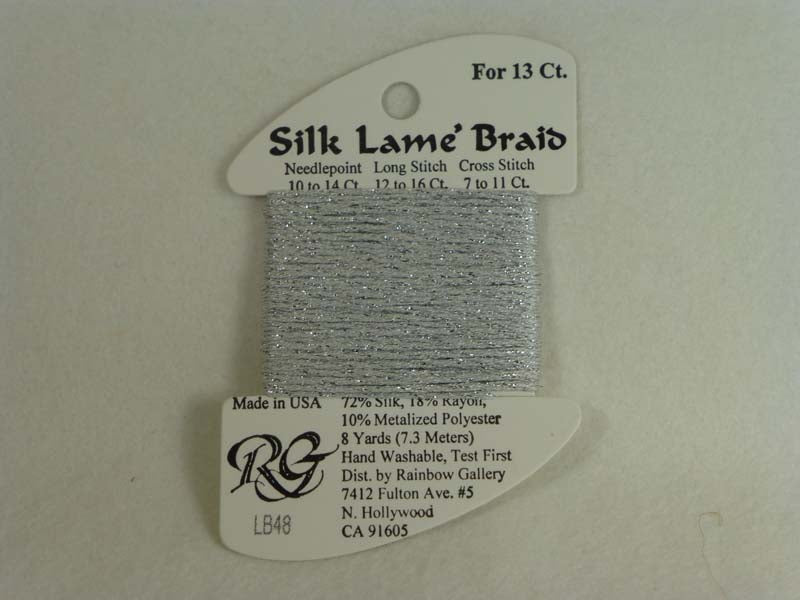 For 13 Ct.
Silk Lame' Braid
Needlepoint Long Stitch Cross Stitch
10 to 14 Ct. 12 to 16 Ct. 7 to 11 Ct.
Made in USA
72% Silk, 18% Rayon,
10% Metalized Polyester
8 Yards (7.3 Meters)
Hand Washable, Test First
Dist. by Rainbow Gallery
7412 Fulton Ave. #5
N. Hollywood
CA 91605
RG
LB48